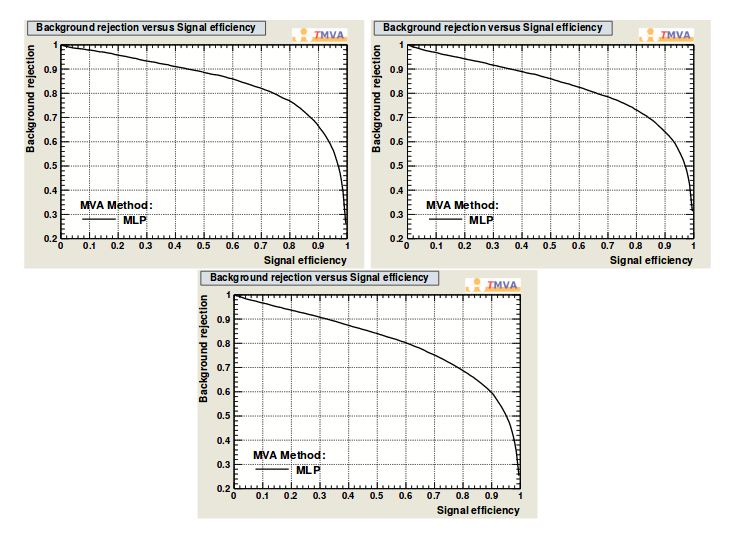 Background rejection versus Signal efficiency
TMVA
Background rejection
1
0.9
0.8
0.7
0.6
0.5
0.4
0.3
0.2
MVA Method:
MLP
0 0.1 0.2 0.3 0.4 0.5 0.6 0.7 0.8 0.9 1
Signal efficiency
Background rejection versus Signal efficiency
TMVA
Background rejection
1
0.9
0.8
0.7
0.6
0.5
0.4
0.3
0.2
MVA Method:
MLP
0 0.1 0.2 0.3 0.4 0.5 0.6 0.7 0.8 0.9 1
Signal efficiency
Background rejection versus Signal efficiency
TMVA
Background rejection
1
0.9
0.8
0.7
0.6
0.5
0.4
0.3
0.2
MVA Method:
MLP
0 0.1 0.2 0.3 0.4 0.5 0.6 0.7 0.8 0.9 1
Signal efficiency